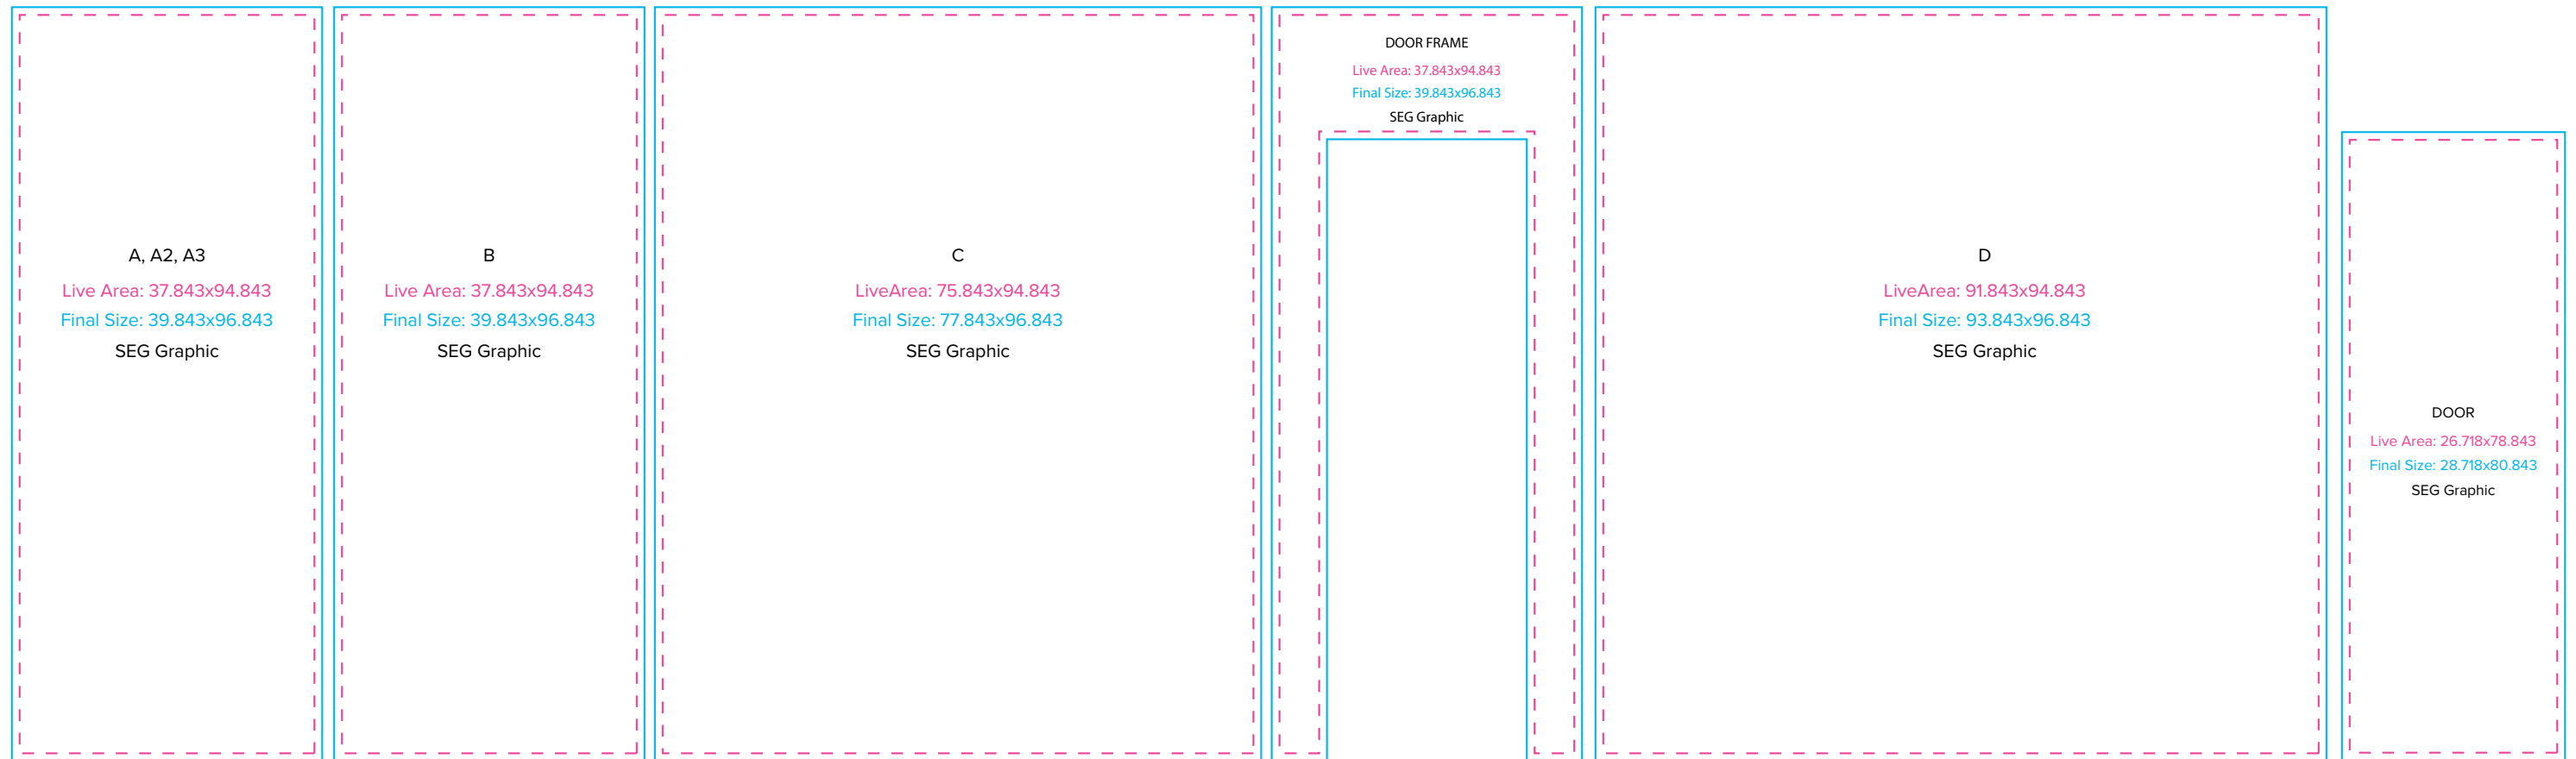 A, A2, A3
Live Area: 37.843x94.843
Final Size: 39.843x96.843
SEG Graphic
B
Live Area: 37.843x94.843
Final Size: 39.843x96.843
SEG Graphic
C
LiveArea: 75.843x94.843
Final Size: 77.843x96.843
SEG Graphic
DOOR FRAME
Live Area: 37.843x94.843
Final Size: 39.843x96.843
SEG Graphic
D
LiveArea: 91.843x94.843
Final Size: 93.843x96.843
SEG Graphic
DOOR
Live Area: 26.718x78.843
Final Size: 28.718x80.843
SEG Graphic